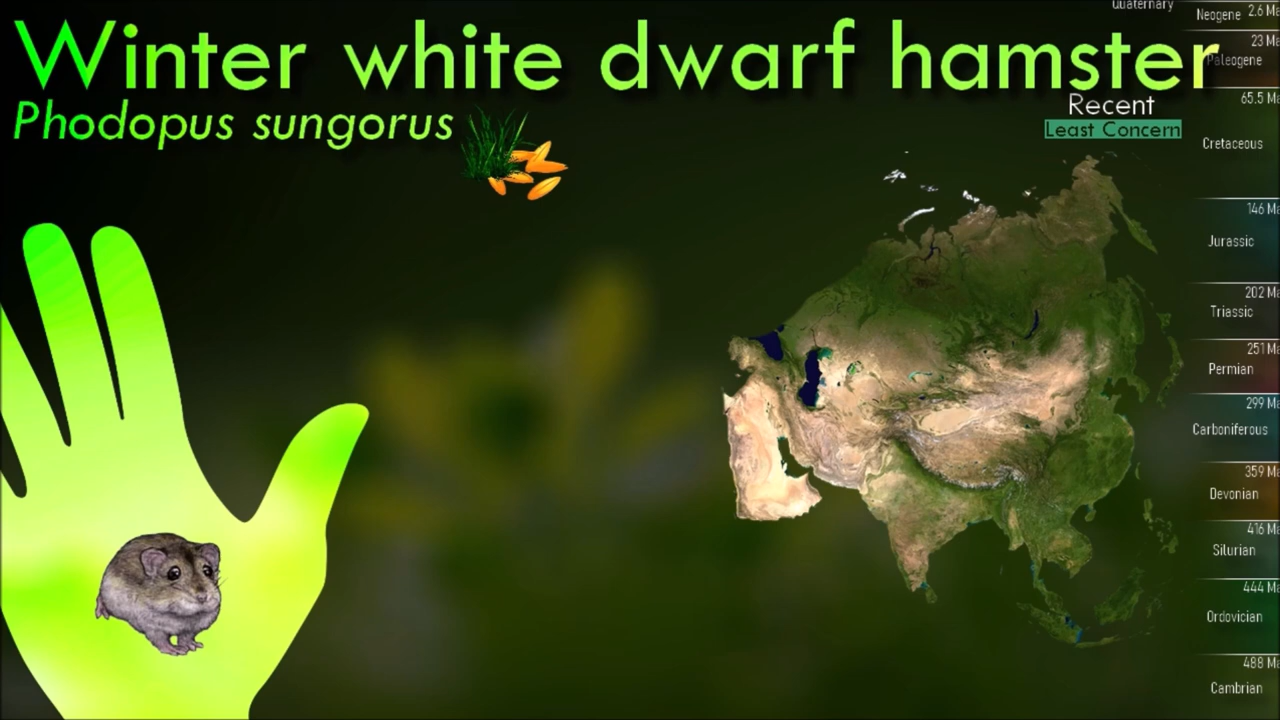 Winter white dwarf hamster
Phodopus sungorus
Recent
Least Concern
Quaternary
2.6 Ma
Neogene
23 Ma
Paleogene
65.5 Ma
Cretaceous
146 Ma
Jurassic
202 Ma
Triassic
251 Ma
Permian
299 Ma
Carboniferous
359 Ma
Devonian
416 Ma
Silurian
444 Ma
Ordovician
488 Ma
Cambrian